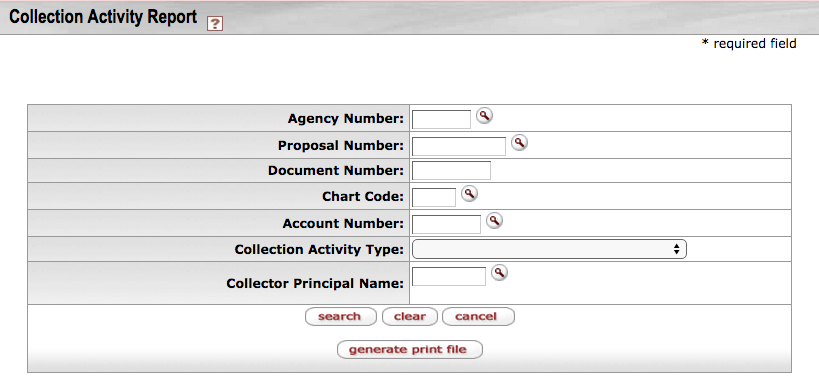 Collection Activity Report ?
* required field
Agency Number:
Proposal Number:
Document Number:
Chart Code:
Account Number:
Collection Activity Type:
Collector Principal Name:
search clear cancel
generate print file